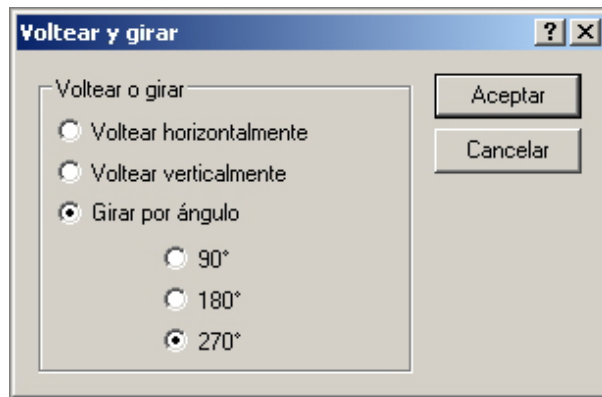 Voltear y girar
Voltear o girar
Voltear horizontalmente
Voltear verticalmente
Girar por ángulo
90°
180°
270°
Aceptar
Cancelar